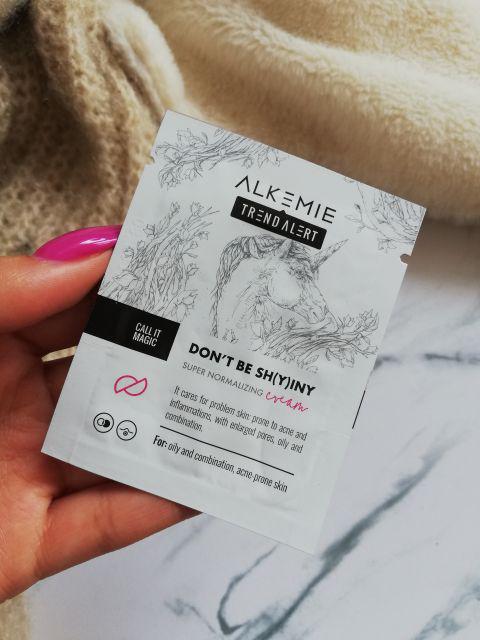 ALKEMIE
TREND ALERT
CALL IT
MAGIC
DON'T BE SH(Y)INY
SUPER NORMALIZING cream
It cares for problem skin: prone to acne and
inflammations, with enlarged pores, oily and
combination.
For: oily and combination, acne-prone skin